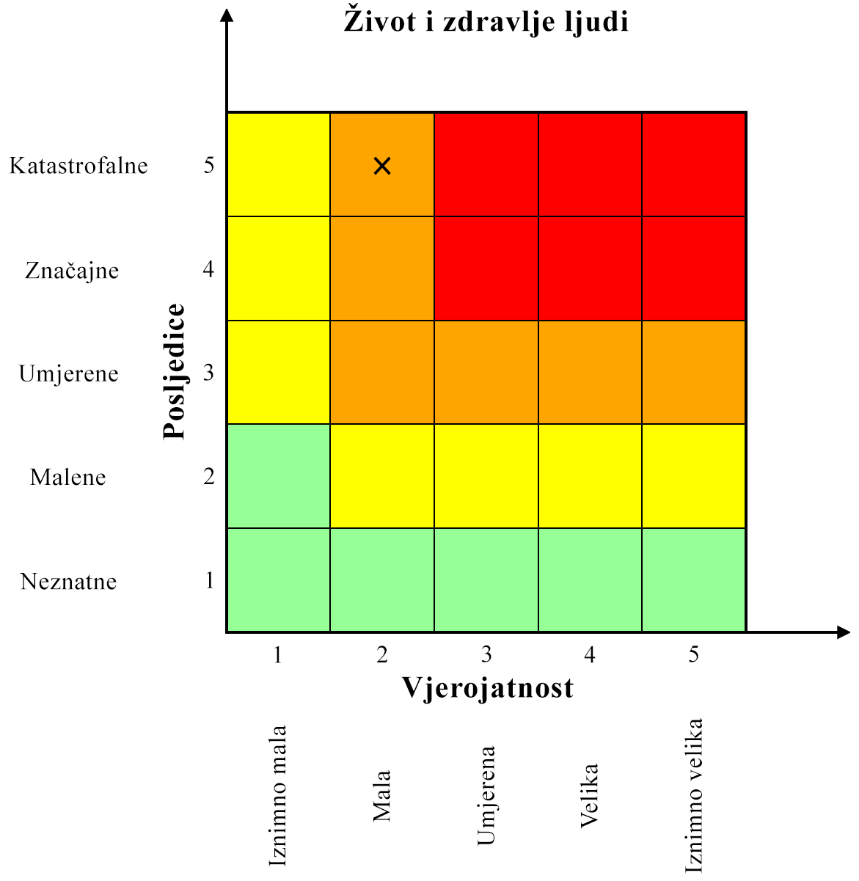 Život i zdravlje ljudi
Katastrofalne 5
Značajne 4
Umjerene 3
Malene 2
Neznatne 1
Posljedice
1 2 3 4 5
Vjerojatnost
Iznimno mala
Mala
Umjerena
Velika
Iznimno velika